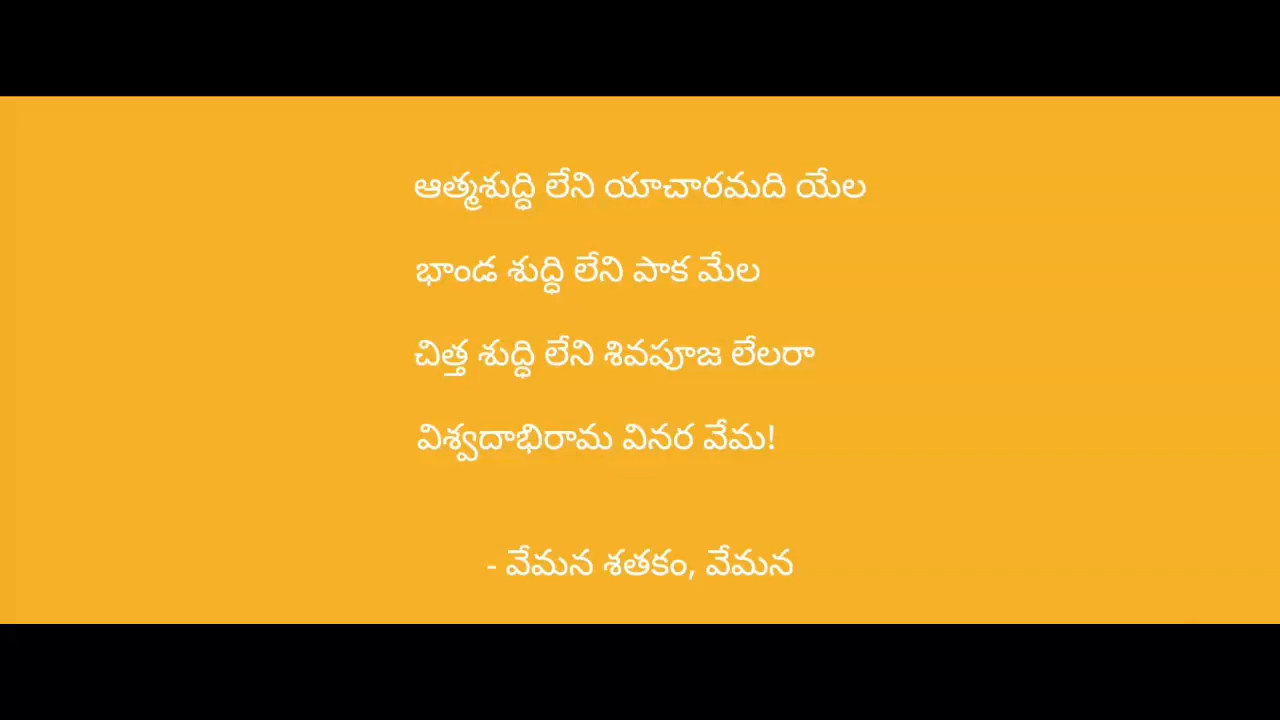 ఆత్మశుద్ధి లేని యాచారమది యేల
భాండ శుద్ధి లేని పాక మేల
చిత్త శుద్ధి లేని శివపూజ లేలరా
విశ్వదాభిరామ వినర వేమ!
- వేమన శతకం, వేమన